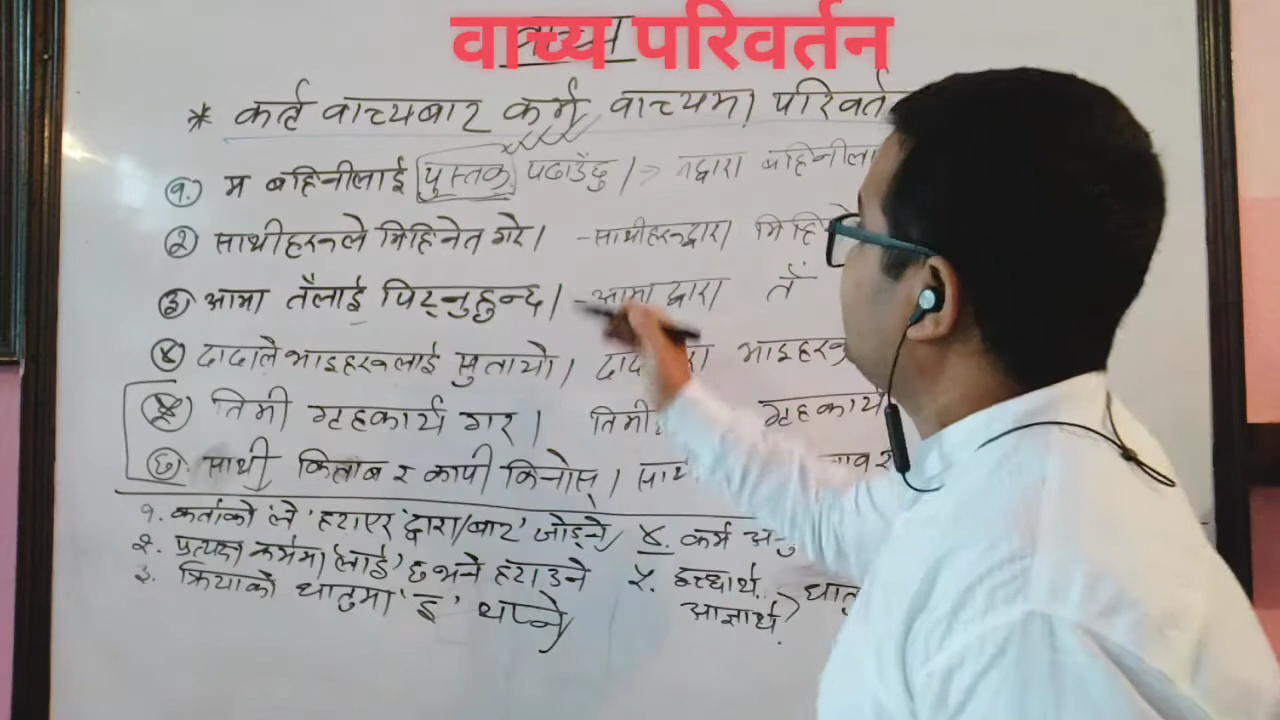 वाच्य परिवर्तन
वाच्य
* कर्तृ वाच्यबाट कर्म वाच्यमा परिवर्त
१. म बहिनीलाई पुस्तक पढाउँछु । → मद्वारा बहिनीला
२ साथीहरूले मिहिनेत गरे । - साथीहरूद्वारा मिहि
३ आमा तँलाई पिट्नुहुन्छ । - आमा द्वारा तँ
४ दादाले भाइहरूलाई सुतायो । भाइहरू
५ तिमी गृहकार्य गर । तिमी गृहकार्य
६ साथी किताब र कापी किनोस् ।
१. कर्ताको 'ले' हटाएर 'द्वारा/बाट' जोड्ने
२. प्रत्यक्ष कर्ममा 'लाई' छ भने हटाउने
३. क्रियाको धातुमा 'इ' थप्ने
४. कर्म अनु
५. इच्छार्थ धातु
आज्ञार्थ